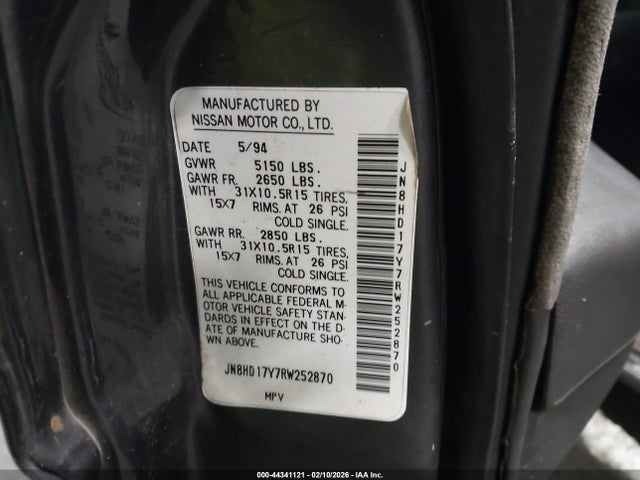 MANUFACTURED BY
NISSAN MOTOR CO., LTD.
DATE 5/94
GVWR 5150 LBS.
GAWR FR. 2650 LBS.
WITH 31X10.5R15 TIRES,
15X7 RIMS. AT 26 PSI
COLD SINGLE.
GAWR RR. 2850 LBS.
WITH 31X10.5R15 TIRES,
15X7 RIMS. AT 26 PSI
COLD SINGLE.
THIS VEHICLE CONFORMS TO
ALL APPLICABLE FEDERAL M-
OTOR VEHICLE SAFETY STAN-
DARDS IN EFFECT ON THE D-
ATE OF MANUFACTURE SHO-
WN ABOVE.
JN8HD17Y7RW252870
MPV
JN8HD17Y7RW252870
000-44341121 - 02/10/2026 - IAA Inc.